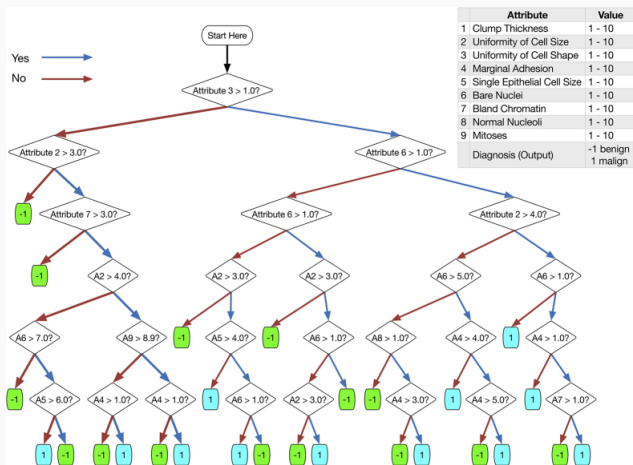 Start Here
Yes
No
Attribute 3 > 1.0?
Attribute Value
1 Clump Thickness 1 - 10
2 Uniformity of Cell Size 1 - 10
3 Uniformity of Cell Shape 1 - 10
4 Marginal Adhesion 1 - 10
5 Single Epithelial Cell Size 1 - 10
6 Bare Nuclei 1 - 10
7 Bland Chromatin 1 - 10
8 Normal Nucleoli 1 - 10
9 Mitoses 1 - 10
Diagnosis (Output) -1 benign
1 malign
Attribute 2 > 3.0? Attribute 6 > 1.0?
-1 Attribute 7 > 3.0? Attribute 6 > 1.0? Attribute 2 > 4.0?
-1 A2 > 4.0? A2 > 3.0? A2 > 3.0? A6 > 5.0? A6 > 1.0?
A6 > 7.0? A9 > 8.9? -1 A5 > 4.0? -1 A6 > 1.0? A8 > 1.0? A4 > 4.0? 1 A4 > 1.0?
-1 A5 > 6.0? A4 > 1.0? A4 > 1.0? 1 A6 > 1.0? A2 > 3.0? -1 -1 A4 > 3.0? 1 A4 > 5.0? 1 A7 > 1.0?
1 -1 -1 1 -1 1 1 -1 -1 1 -1 1 -1 1 -1 1